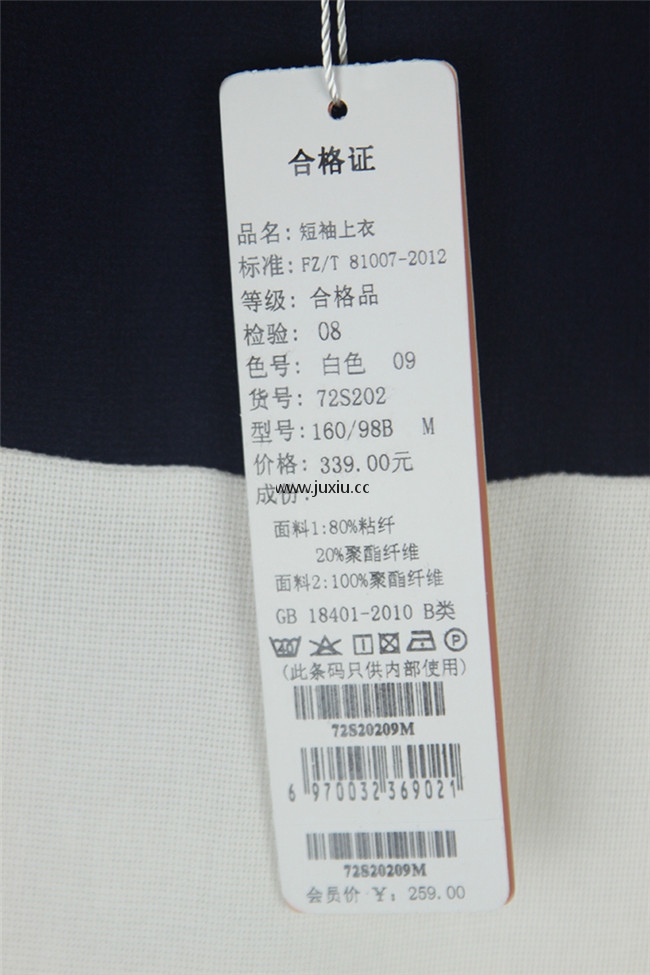 合格证
品名: 短袖上衣
标准: FZ/T 81007-2012
等级: 合格品
检验: 08
色号: 白色 09
货号: 72S202
型号: 160/98B M
价格: 339.00元
成份:
www.juxiu.cc
面料1:80%粘纤
20%聚酯纤维
面料2:100%聚酯纤维
GB 18401-2010 B类
40 P
(此条码只供内部使用)
72S20209M
6 970032 369021
72S20209M
会员价 ¥: 259.00